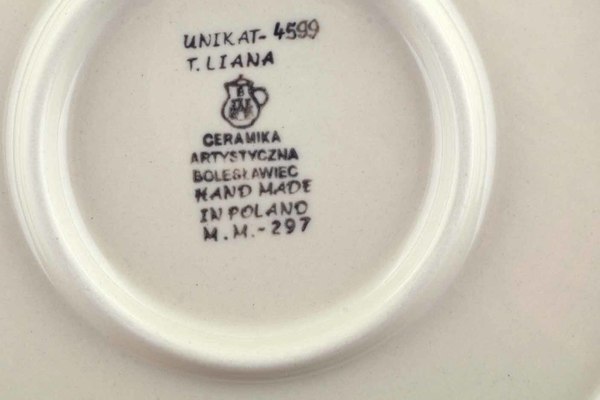 UNIKAT-4599
T. LIANA
CERAMIKA
ARTYSTYCZNA
BOLESŁAWIEC
HAND MADE
IN POLAND
M.M.-297